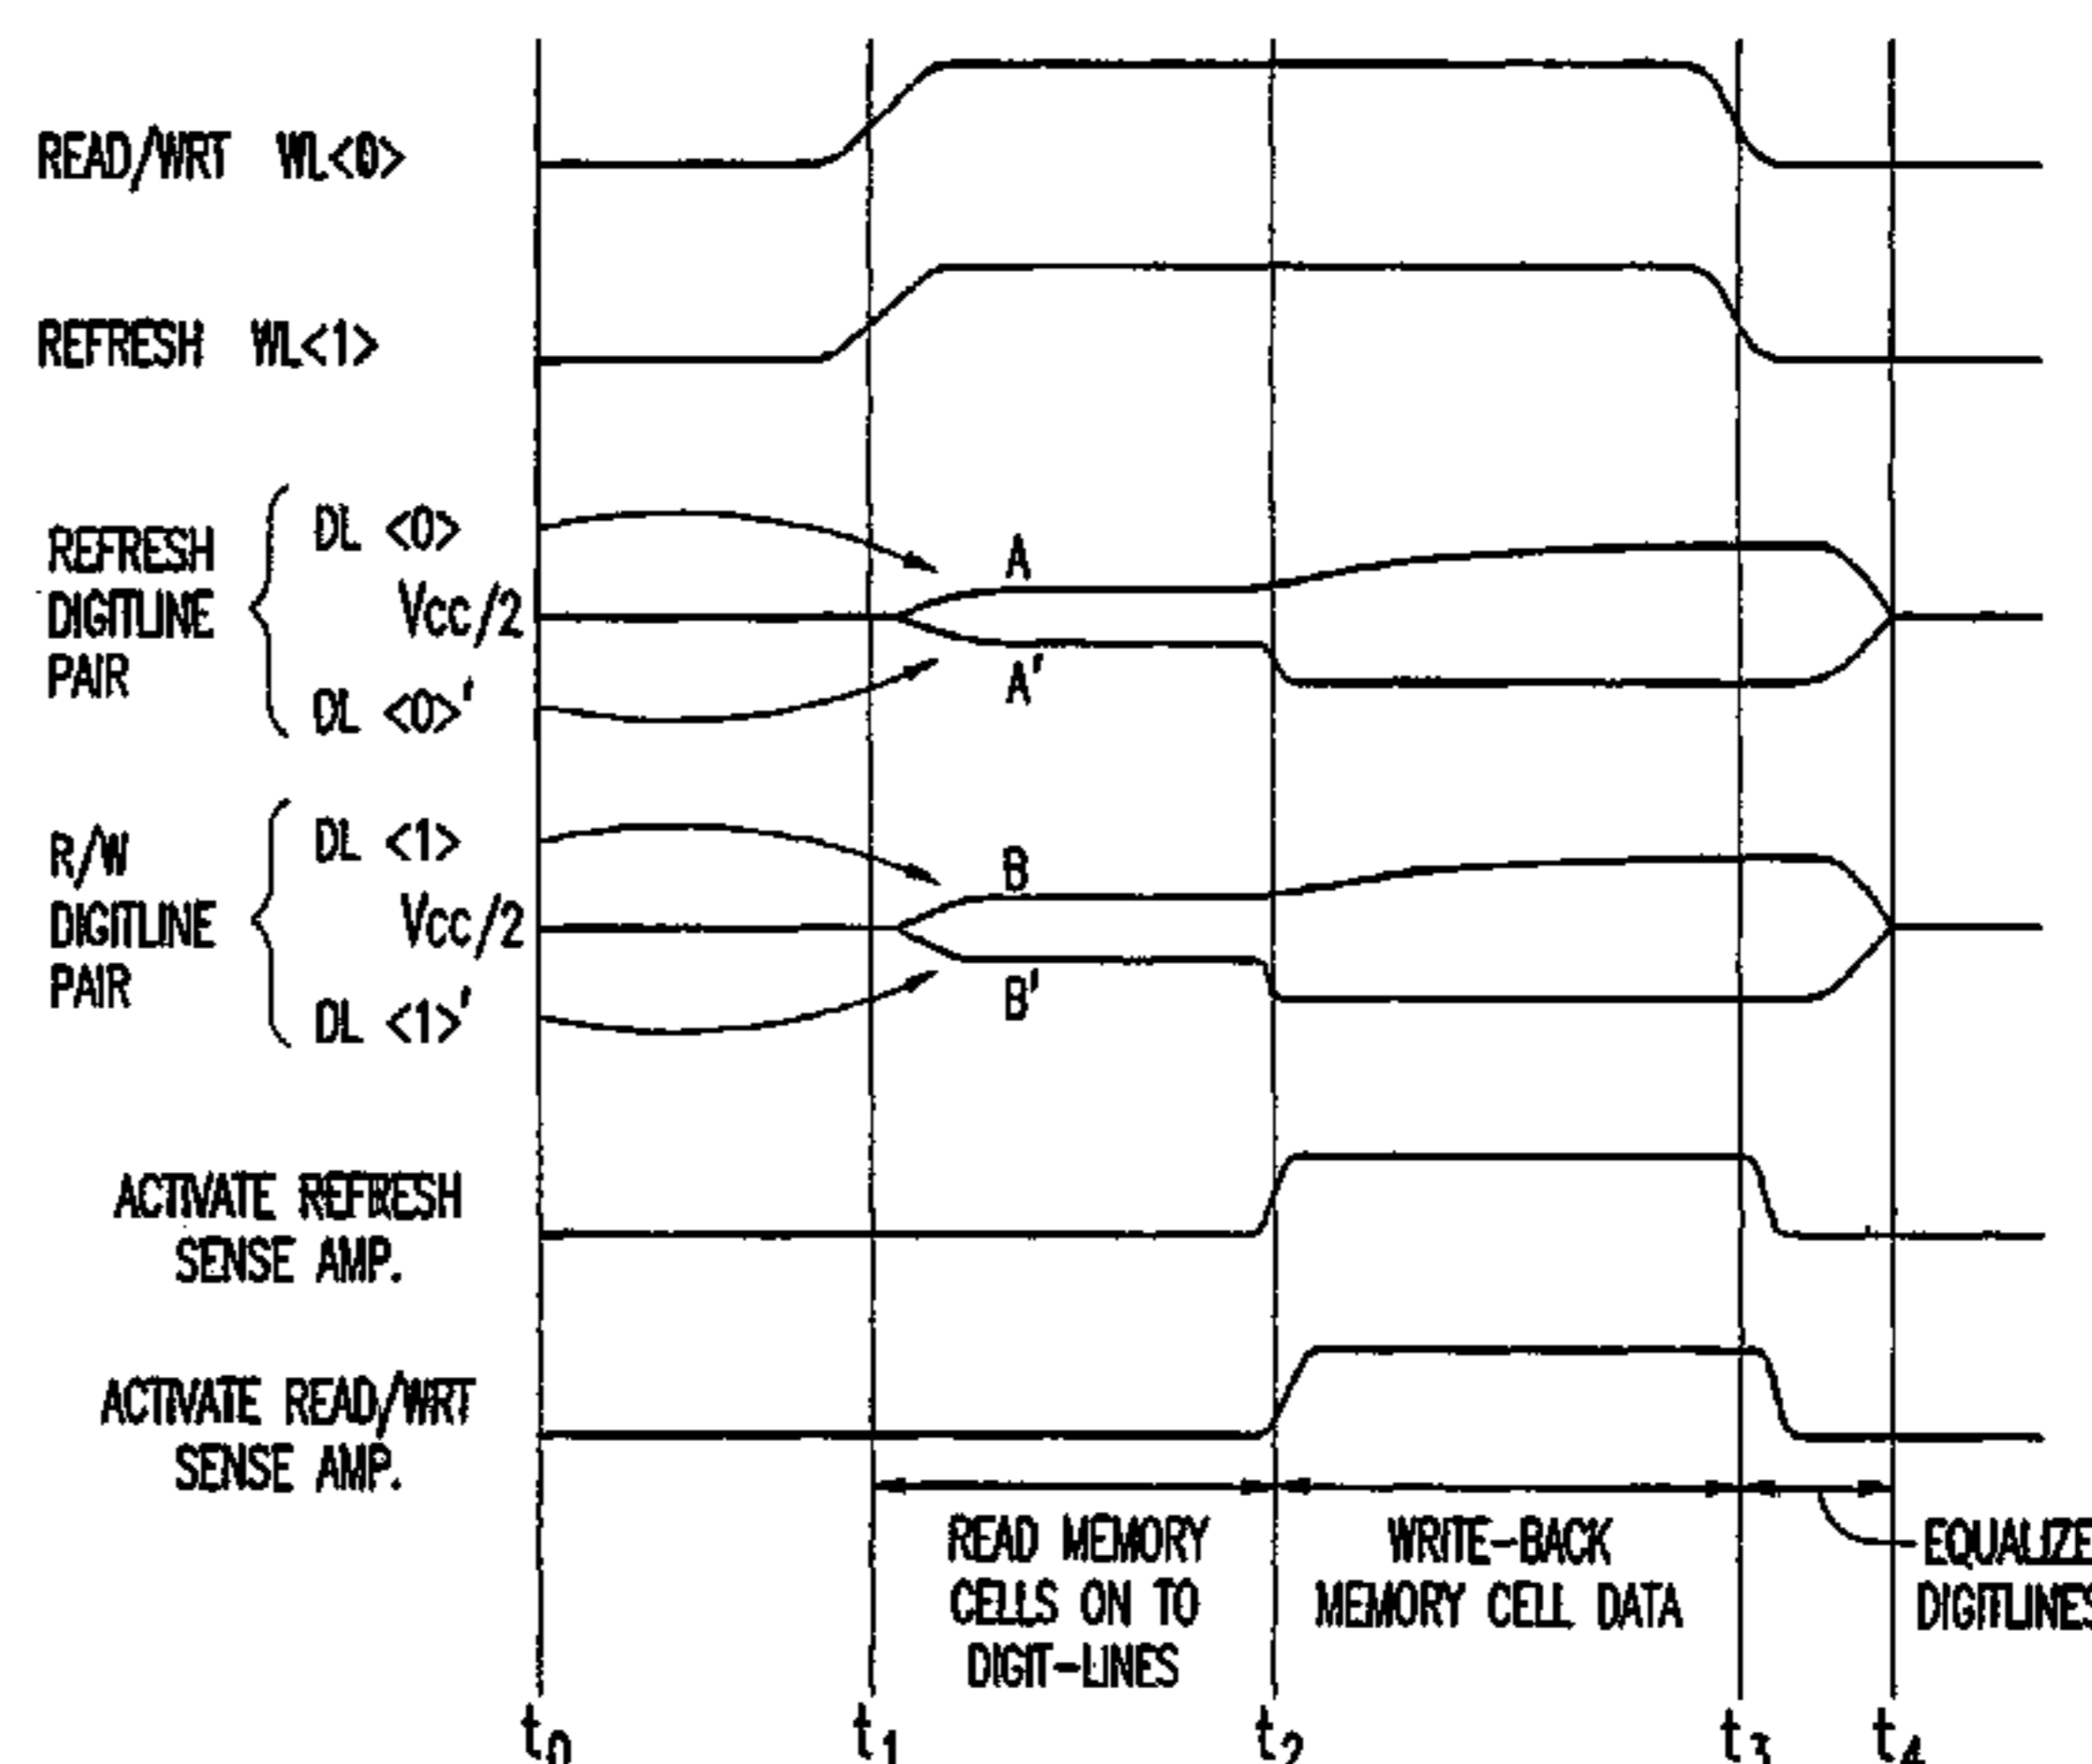 READ/WRT WL<0>
REFRESH WL<1>
REFRESH
DIGITLINE
PAIR
DL <0>
Vcc/2
DL <0>'
A
A'
R/W
DIGITLINE
PAIR
DL <1>
Vcc/2
DL <1>'
B
B'
ACTIVATE REFRESH
SENSE AMP.
ACTIVATE READ/WRT
SENSE AMP.
READ MEMORY
CELLS ON TO
DIGIT-LINES
WRITE-BACK
MEMORY CELL DATA
EQUALIZE
DIGITLINES
t0 t1 t2 t3 t4